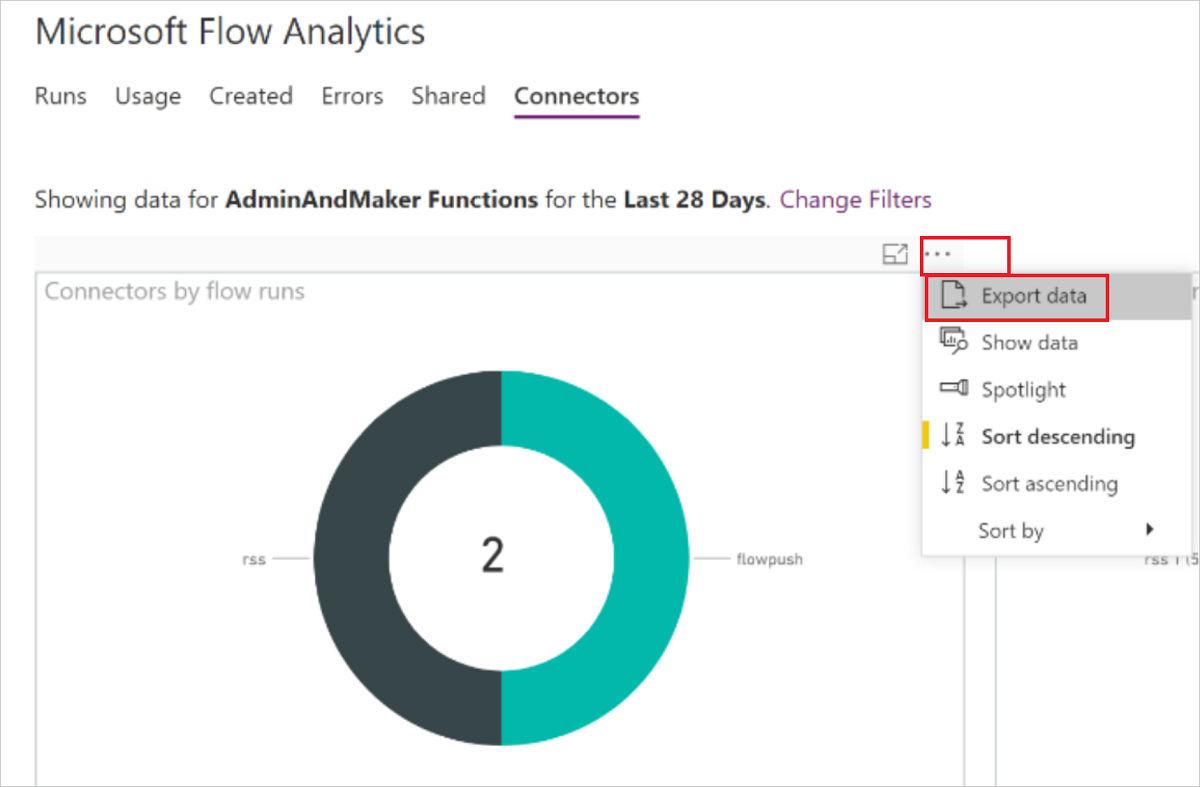 Microsoft Flow Analytics
Runs Usage Created Errors Shared Connectors
Showing data for AdminAndMaker Functions for the Last 28 Days. Change Filters
...
Connectors by flow runs
Export data
Show data
Spotlight
Sort descending
Sort ascending
Sort by
rss
2
flowpush
rss 1 (5